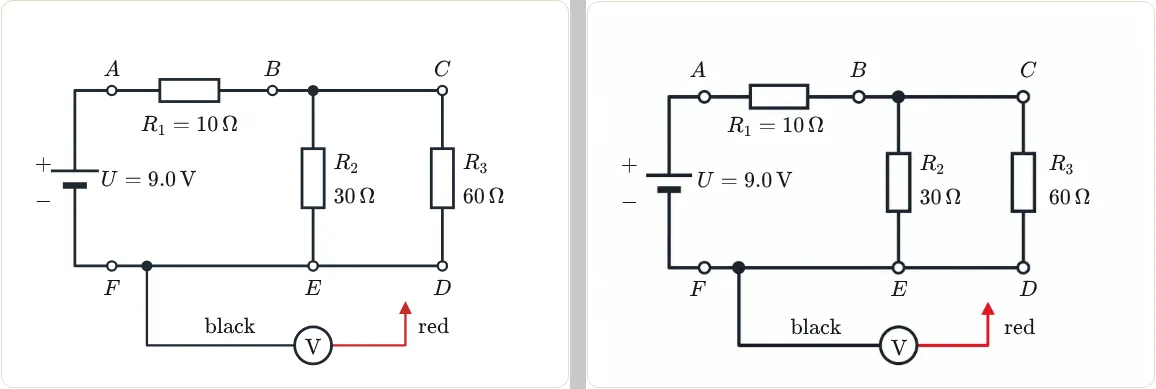 A B C
R₁ = 10 Ω
+ U = 9.0 V −
R₂ 30 Ω
R₃ 60 Ω
F E D
black V red
A B C
R₁ = 10 Ω
+ U = 9.0 V −
R₂ 30 Ω
R₃ 60 Ω
F E D
black V red